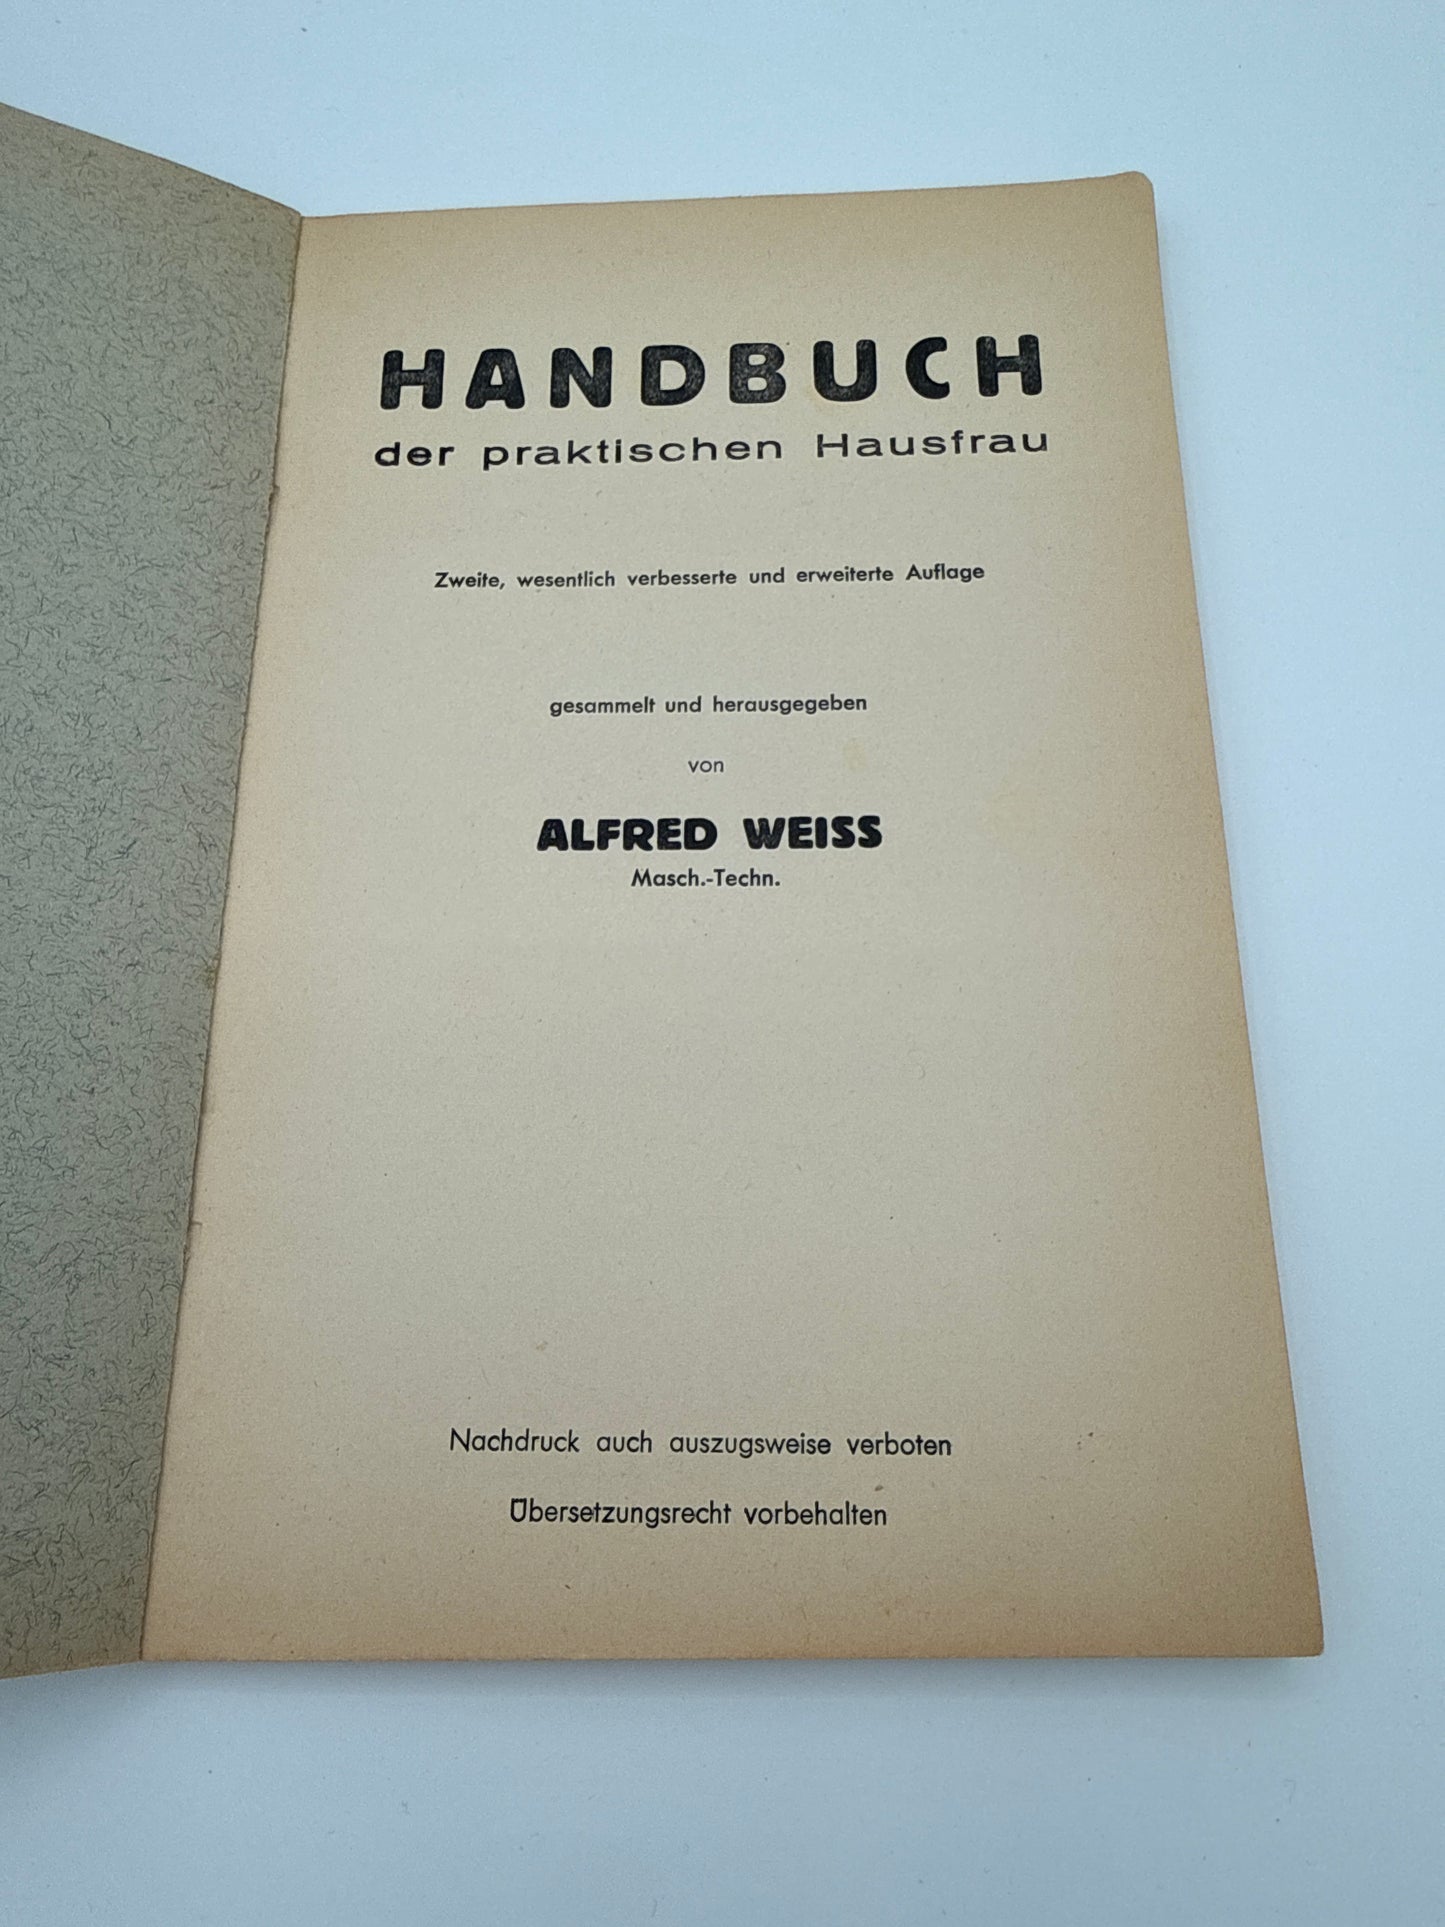 HANDBUCH
der praktischen Hausfrau
Zweite, wesentlich verbesserte und erweiterte Auflage
gesammelt und herausgegeben
von
ALFRED WEISS
Masch.-Techn.
Nachdruck auch auszugsweise verboten
Übersetzungsrecht vorbehalten